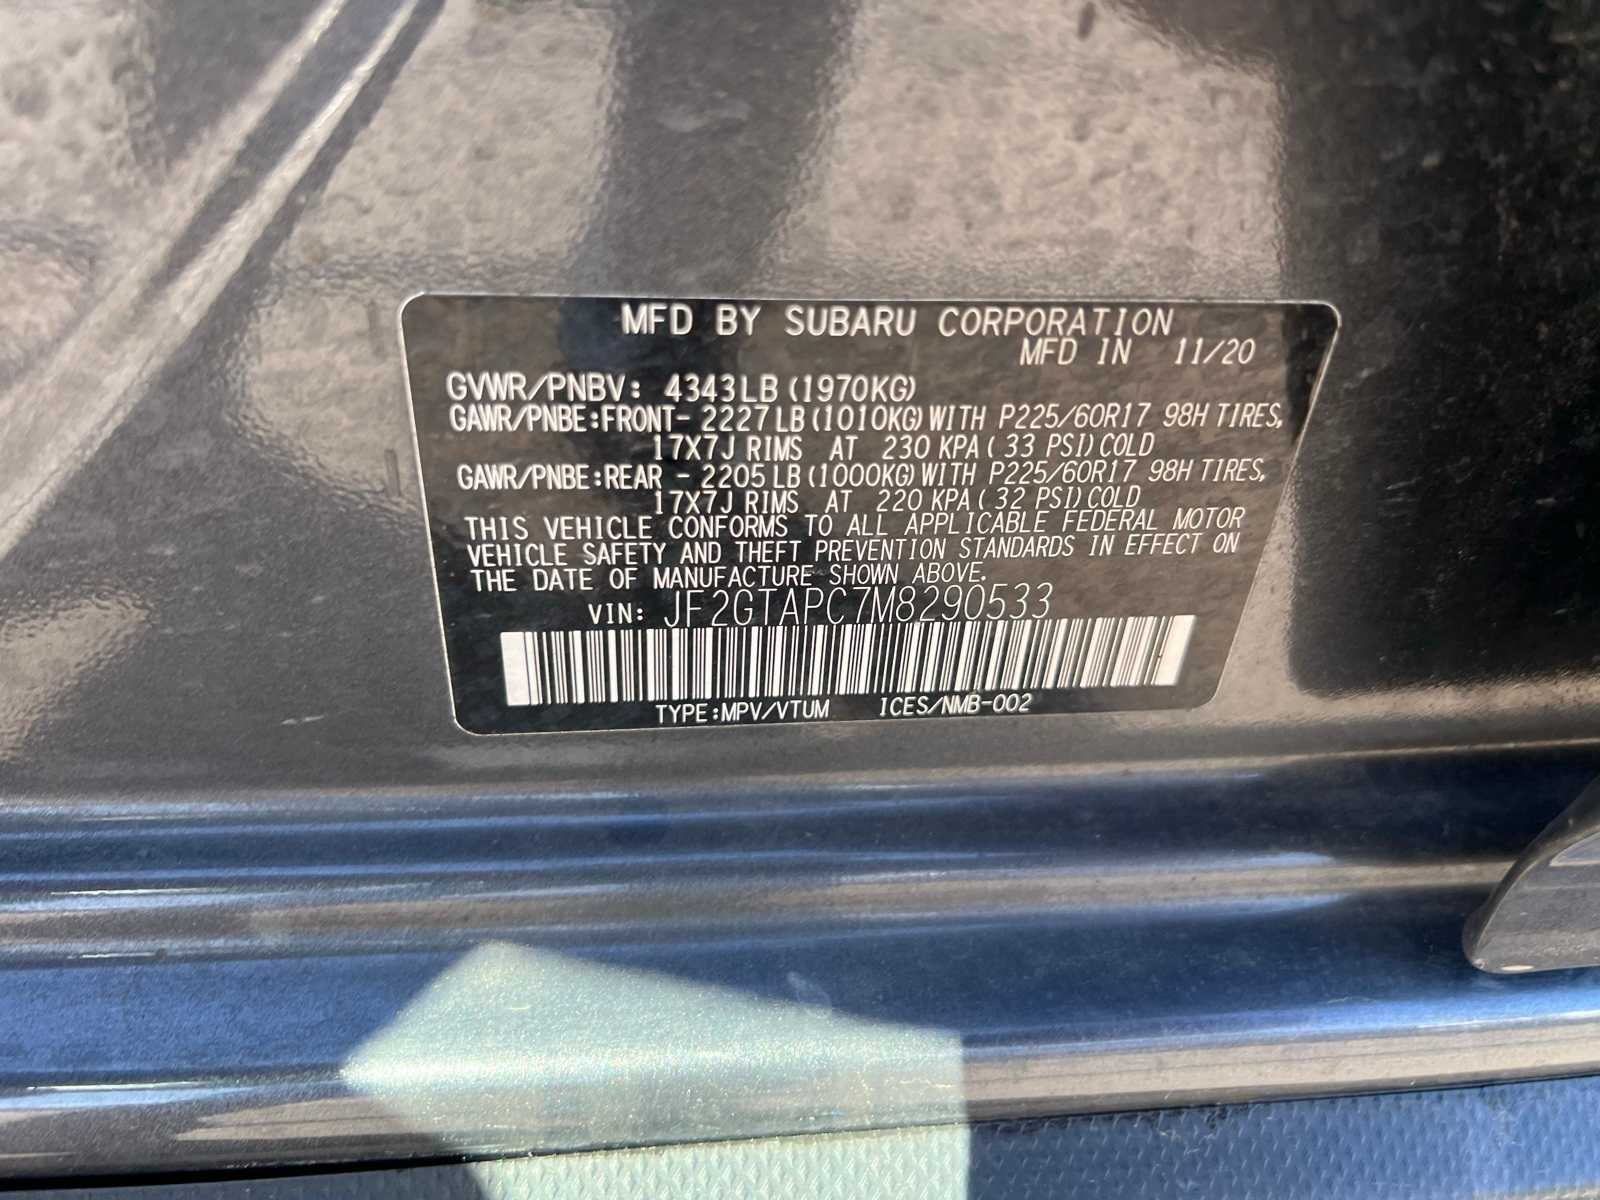 MFD BY SUBARU CORPORATION
MFD IN 11/20
GVWR/PNBV: 4343LB (1970KG)
GAWR/PNBE:FRONT- 2227LB (1010KG) WITH P225/60R17 98H TIRES,
17X7J RIMS AT 230 KPA( 33 PSI) COLD
GAWR/PNBE:REAR - 2205LB (1000KG) WITH P225/60R17 98H TIRES,
17X7J RIMS AT 220 KPA( 32 PSI) COLD
THIS VEHICLE CONFORMS TO ALL APPLICABLE FEDERAL MOTOR
VEHICLE SAFETY AND THEFT PREVENTION STANDARDS IN EFFECT ON
THE DATE OF MANUFACTURE SHOWN ABOVE.
VIN: JF2GTAPC7M8290533
TYPE:MPV/VTUM ICES/NMB-002